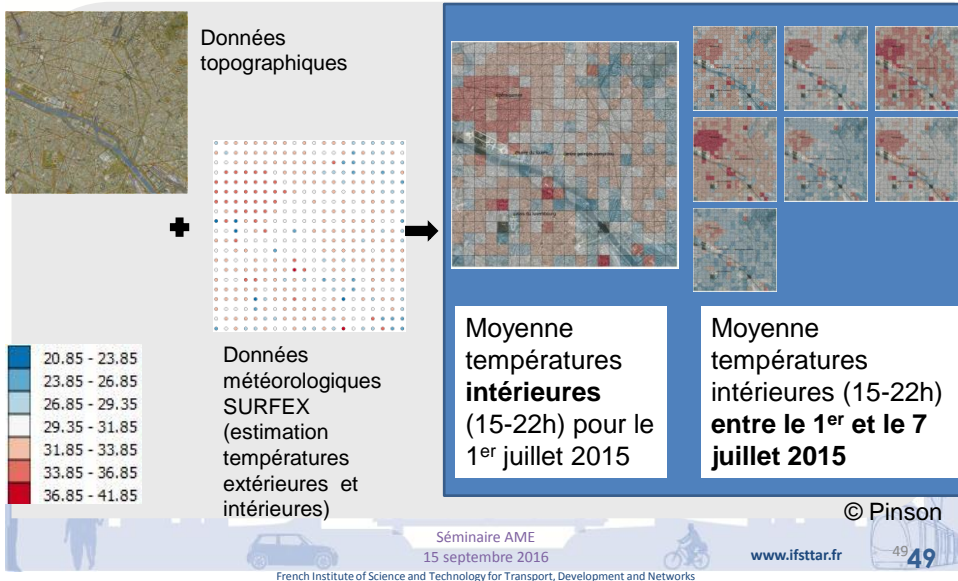 Données
topographiques
20.85 - 23.85
23.85 - 26.85
26.85 - 29.35
29.35 - 31.85
31.85 - 33.85
33.85 - 36.85
36.85 - 41.85
Données
météorologiques
SURFEX
(estimation
températures
extérieures et
intérieures)
Moyenne
températures
intérieures
(15-22h) pour le
1er juillet 2015
Moyenne
températures
intérieures (15-22h)
entre le 1er et le 7
juillet 2015
© Pinson
Séminaire AME
15 septembre 2016
www.ifsttar.fr
49
49
French Institute of Science and Technology for Transport, Development and Networks